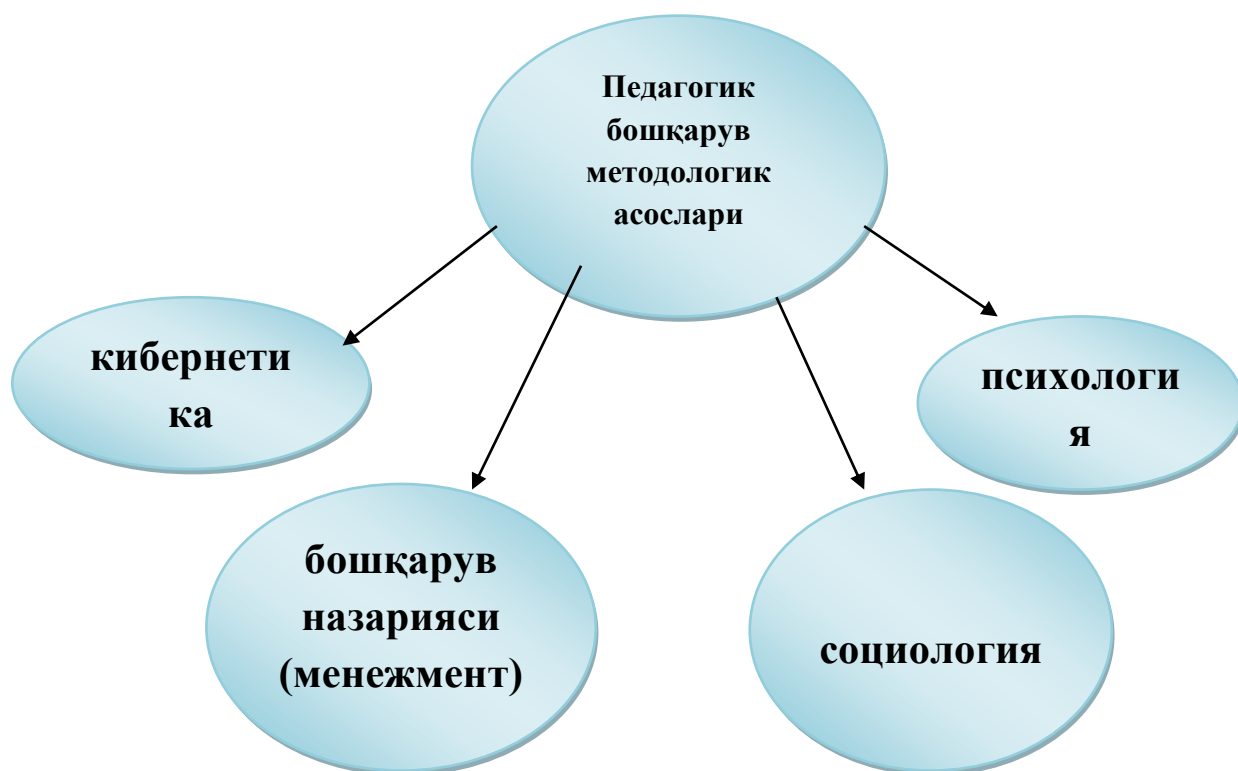 Педагогик
бошқарув
методологик
асослари
кибернети
ка
психологи
я
бошқарув
назарияси
(менежмент)
социология